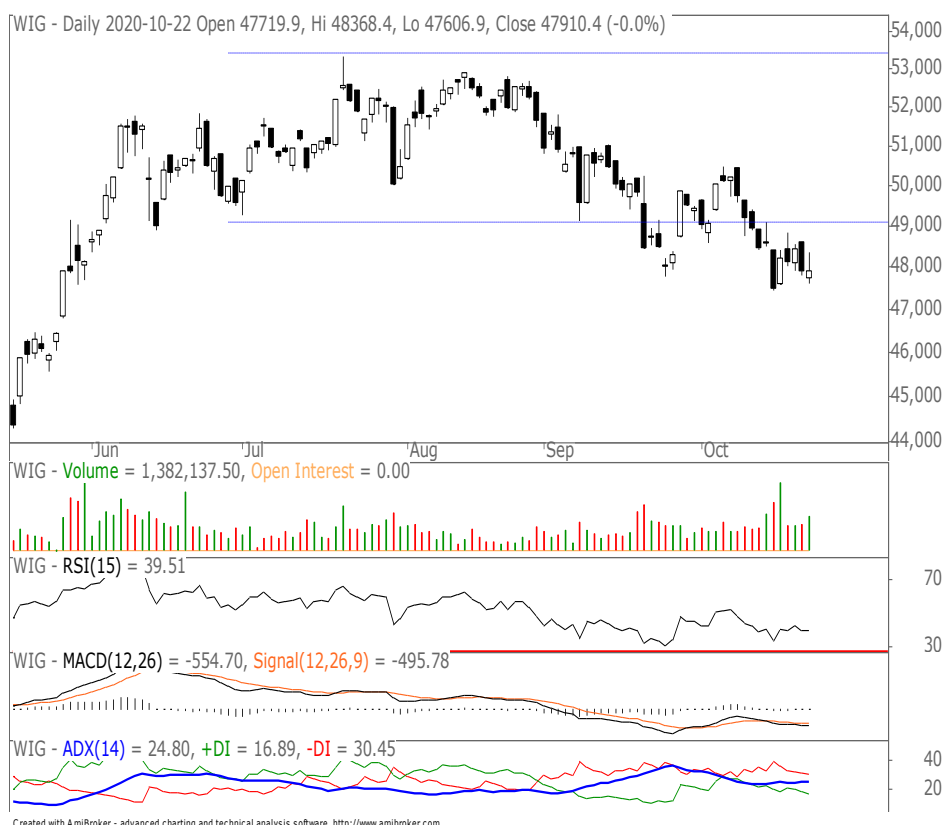 WIG - Daily 2020-10-22 Open 47719.9, Hi 48368.4, Lo 47606.9, Close 47910.4 (-0.0%)
54,000
53,000
52,000
51,000
50,000
49,000
48,000
47,000
46,000
45,000
44,000
Jun Jul Aug Sep Oct
WIG - Volume = 1,382,137.50, Open Interest = 0.00
WIG - RSI(15) = 39.51
70
30
WIG - MACD(12,26) = -554.70, Signal(12,26,9) = -495.78
WIG - ADX(14) = 24.80, +DI = 16.89, -DI = 30.45
40
20
Created with AmiBroker - advanced charting and technical analysis software. http://www.amibroker.com